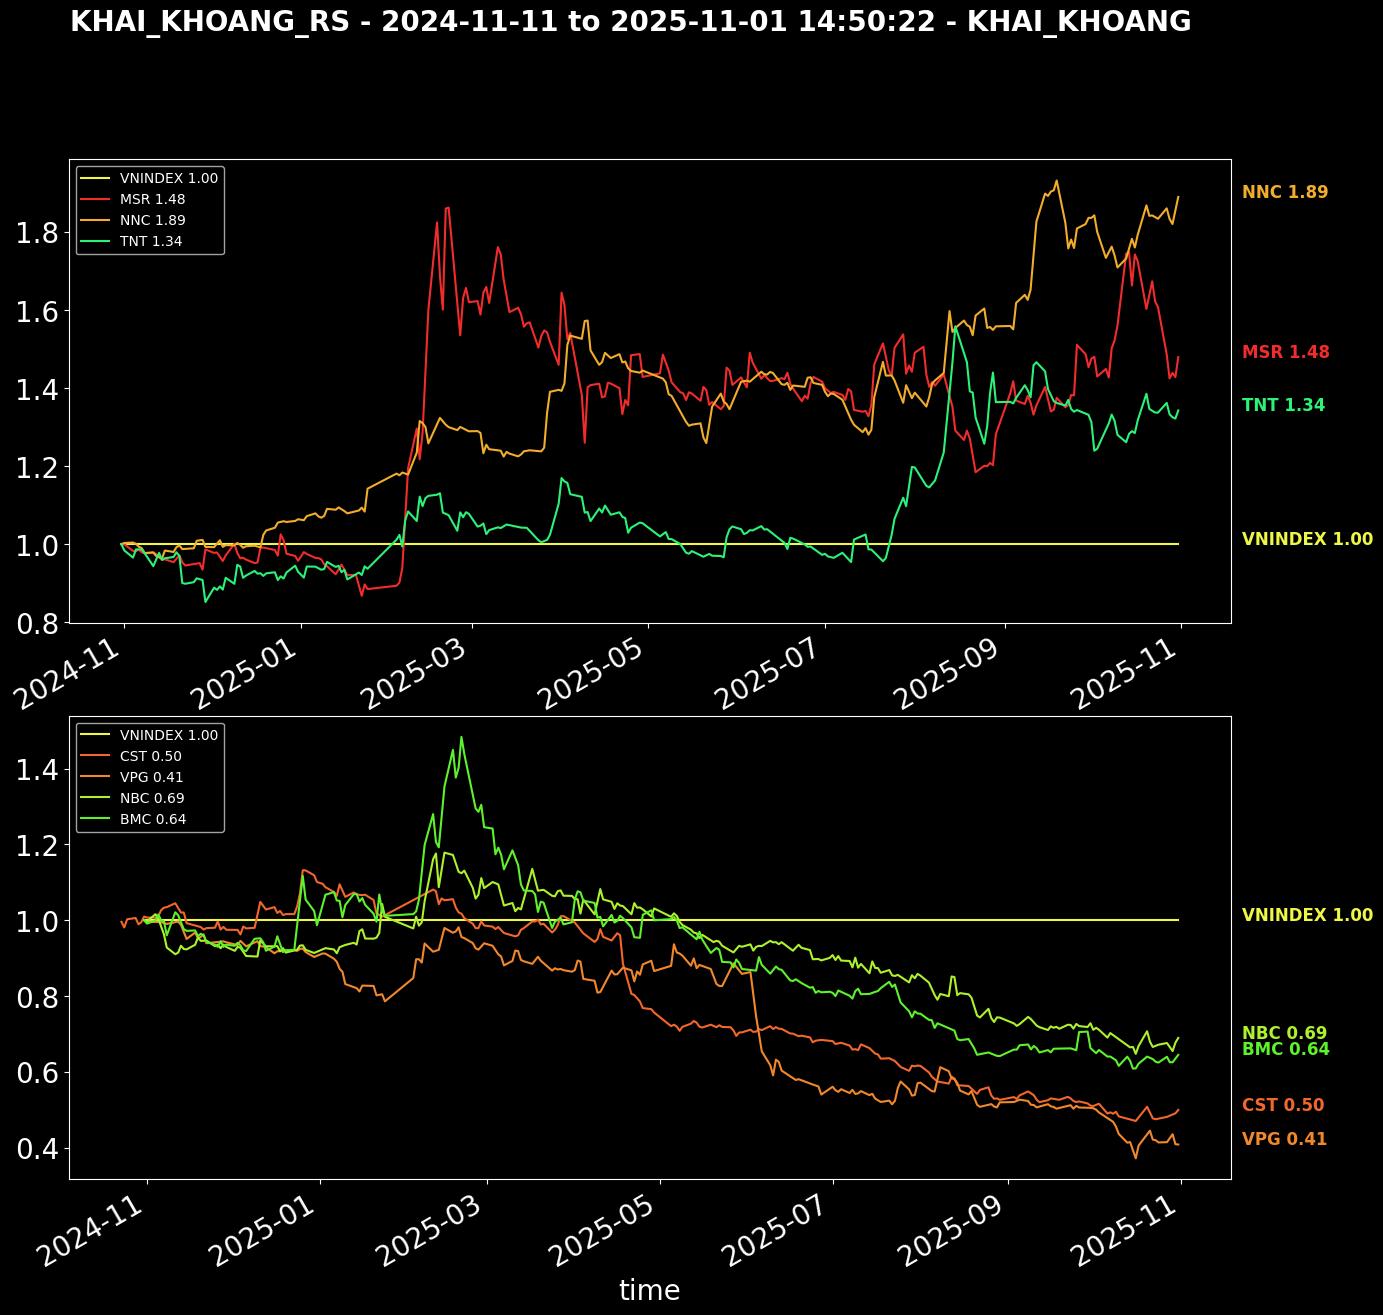 KHAI_KHOANG_RS - 2024-11-11 to 2025-11-01 14:50:22 - KHAI_KHOANG
VNINDEX 1.00
MSR 1.48
NNC 1.89
TNT 1.34
1.8
1.6
1.4
1.2
1.0
0.8
NNC 1.89
MSR 1.48
TNT 1.34
VNINDEX 1.00
2024-11
2025-01
2025-03
2025-05
2025-07
2025-09
2025-11
VNINDEX 1.00
CST 0.50
VPG 0.41
NBC 0.69
BMC 0.64
1.4
1.2
1.0
0.8
0.6
0.4
VNINDEX 1.00
NBC 0.69
BMC 0.64
CST 0.50
VPG 0.41
2024-11
2025-01
2025-03
2025-05
2025-07
2025-09
2025-11
time